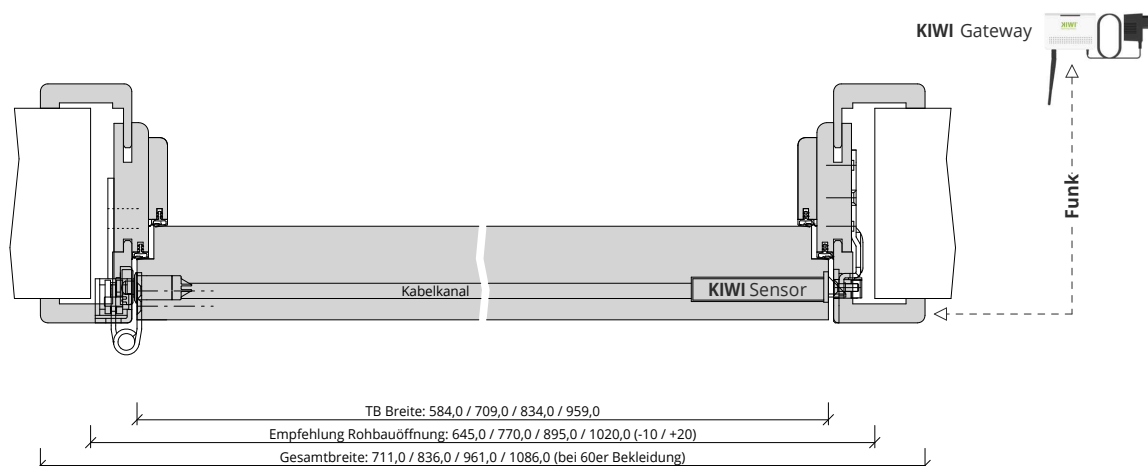 KIWI Gateway
KIWI
Funk
Kabelkanal
KIWI Sensor
TB Breite: 584,0 / 709,0 / 834,0 / 959,0
Empfehlung Rohbauöffnung: 645,0 / 770,0 / 895,0 / 1020,0 (-10 / +20)
Gesamtbreite: 711,0 / 836,0 / 961,0 / 1086,0 (bei 60er Bekleidung)